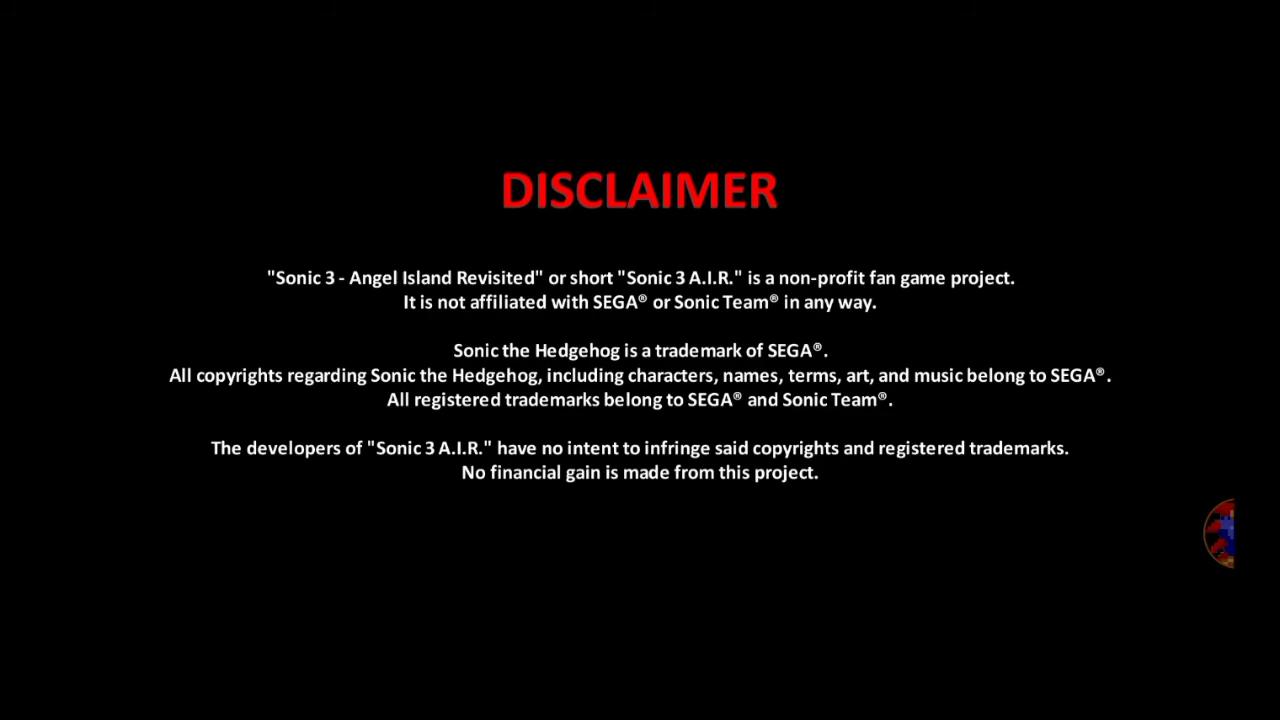 DISCLAIMER
"Sonic 3 - Angel Island Revisited" or short "Sonic 3 A.I.R." is a non-profit fan game project.
It is not affiliated with SEGA® or Sonic Team® in any way.
Sonic the Hedgehog is a trademark of SEGA®.
All copyrights regarding Sonic the Hedgehog, including characters, names, terms, art, and music belong to SEGA®.
All registered trademarks belong to SEGA® and Sonic Team®.
The developers of "Sonic 3 A.I.R." have no intent to infringe said copyrights and registered trademarks.
No financial gain is made from this project.